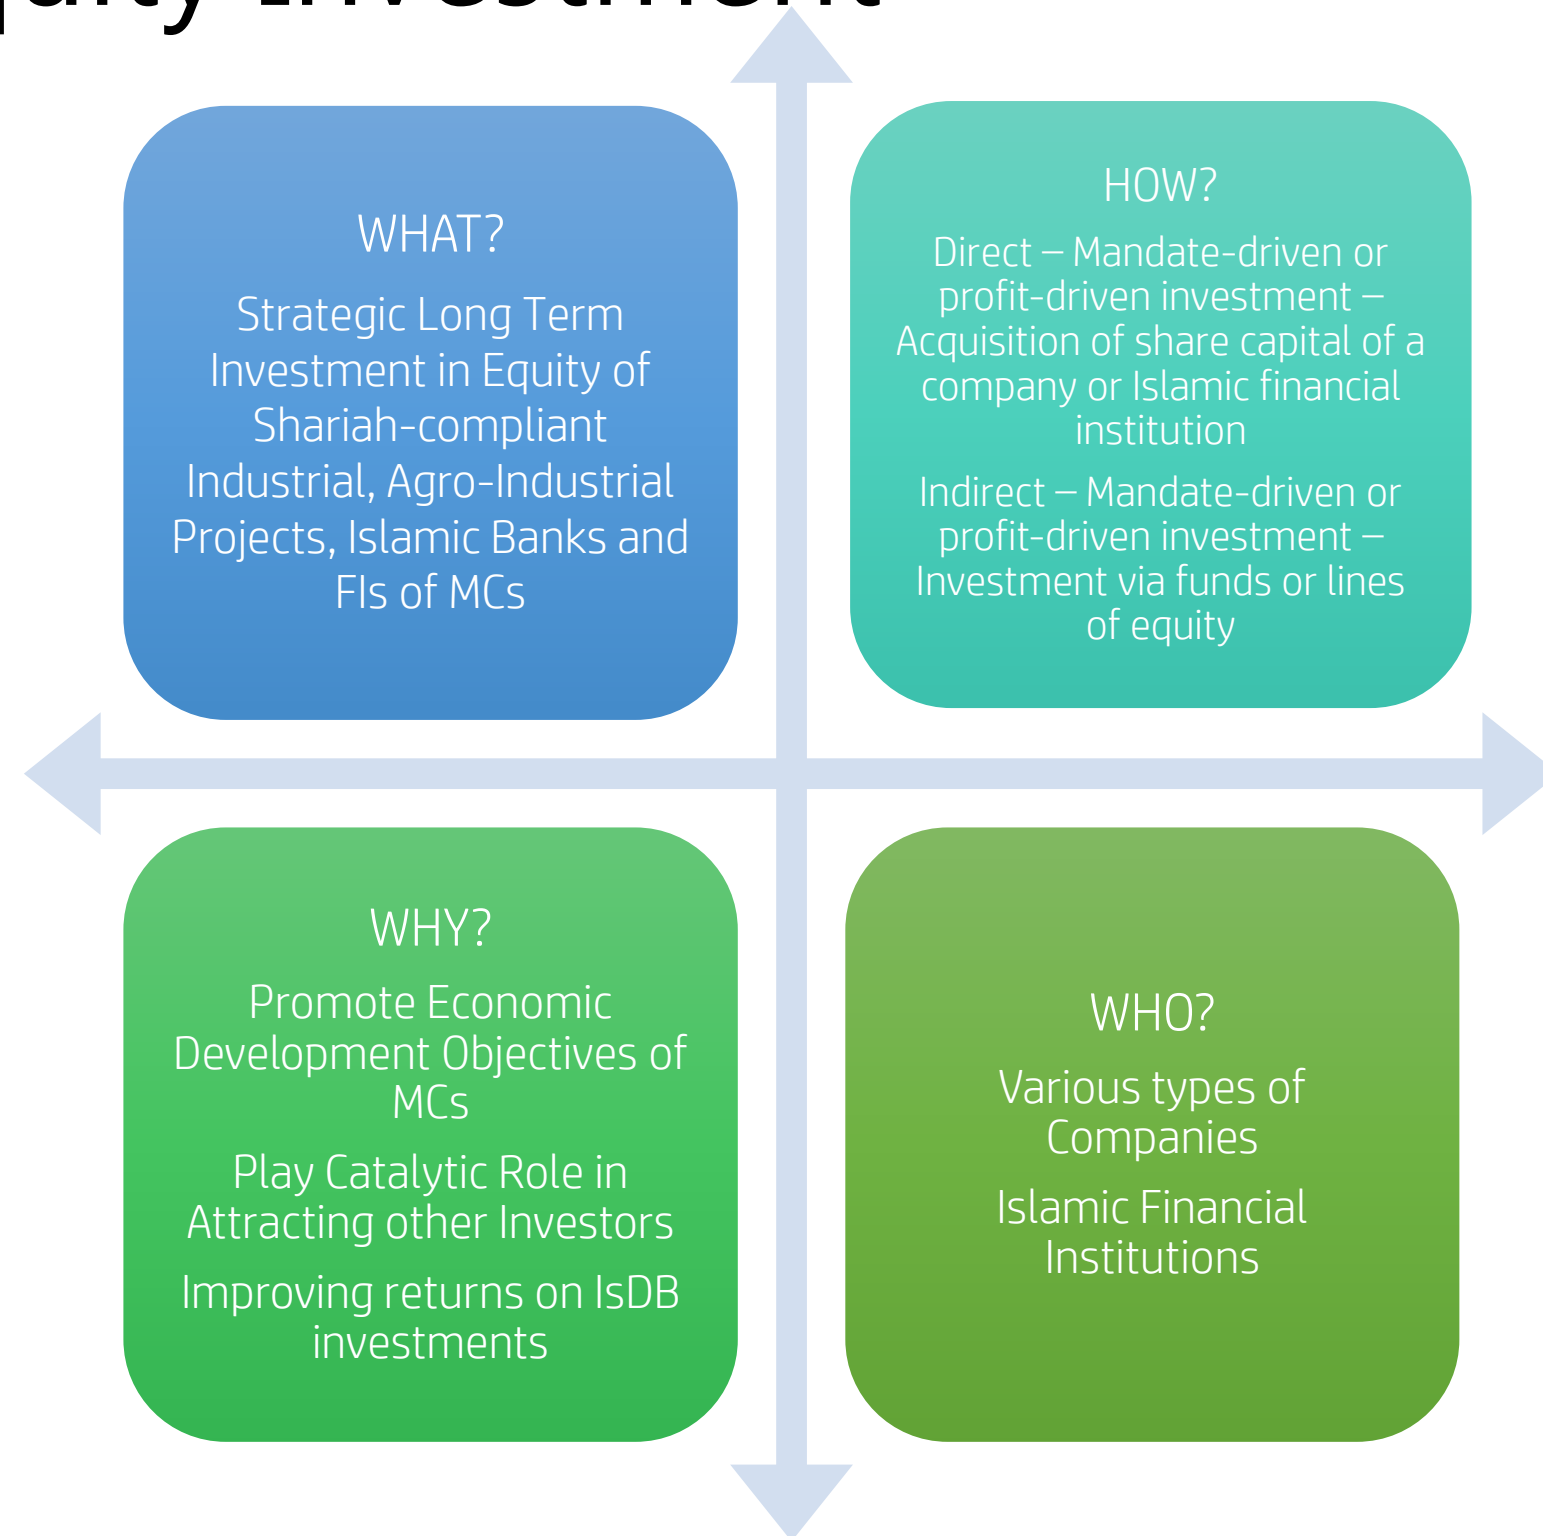 Investment
WHAT?
Strategic Long Term
Investment in Equity of
Shariah-compliant
Industrial, Agro-Industrial
Projects, Islamic Banks and
FIs of MCs
HOW?
Direct – Mandate-driven or
profit-driven investment –
Acquisition of share capital of a
company or Islamic financial
institution
Indirect – Mandate-driven or
profit-driven investment –
Investment via funds or lines
of equity
WHY?
Promote Economic
Development Objectives of
MCs
Play Catalytic Role in
Attracting other Investors
Improving returns on IsDB
investments
WHO?
Various types of
Companies
Islamic Financial
Institutions